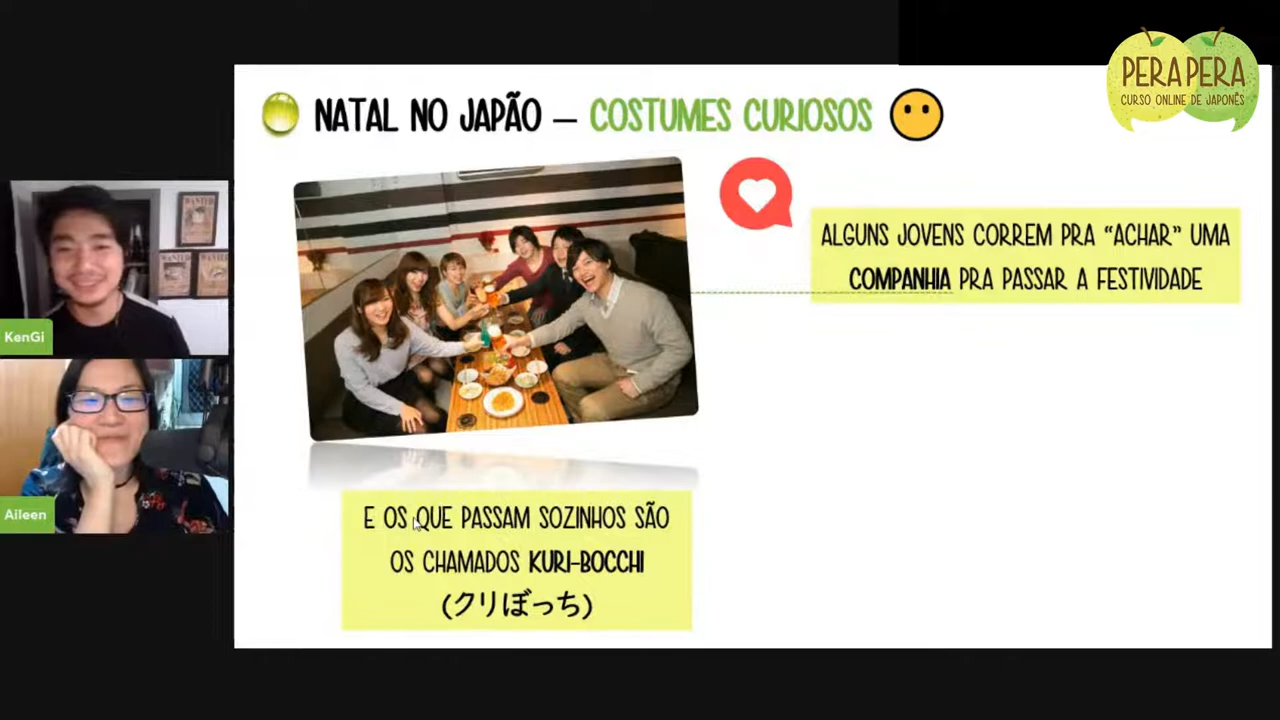 PERA PERA
CURSO ONLINE DE JAPONÊS
NATAL NO JAPÃO – COSTUMES CURIOSOS
ALGUNS JOVENS CORREM PRA “ACHAR” UMA
COMPANHIA PRA PASSAR A FESTIVIDADE
WANTED
KenGi
Aileen
E OS QUE PASSAM SOZINHOS SÃO
OS CHAMADOS KURI-BOCCHI
(クリぼっち)